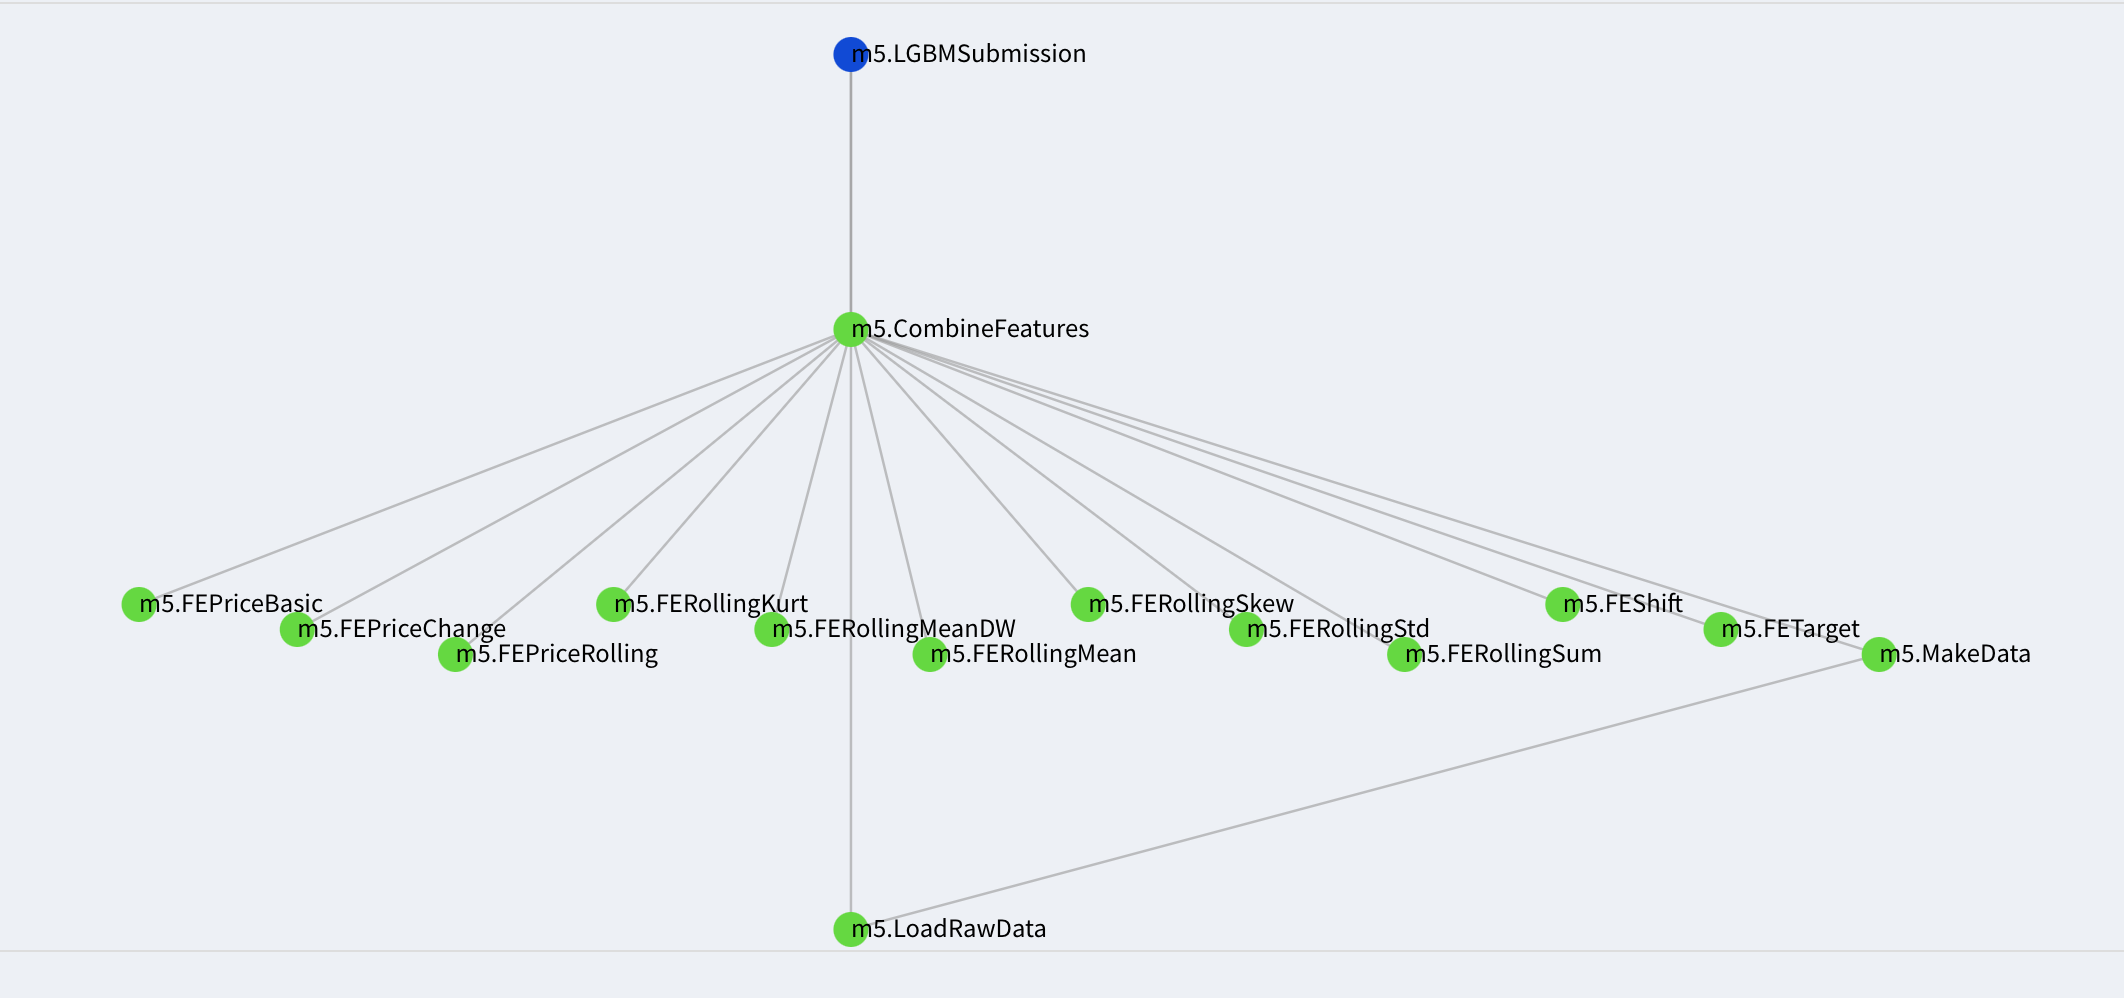 m5.LGBMSubmission
m5.CombineFeatures
m5.FEPriceBasic
m5.FEPriceChange
m5.FEPriceRolling
m5.FERollingKurt
m5.FERollingMeanDW
m5.FERollingMean
m5.FERollingSkew
m5.FERollingStd
m5.FERollingSum
m5.FEShift
m5.FETarget
m5.MakeData
m5.LoadRawData